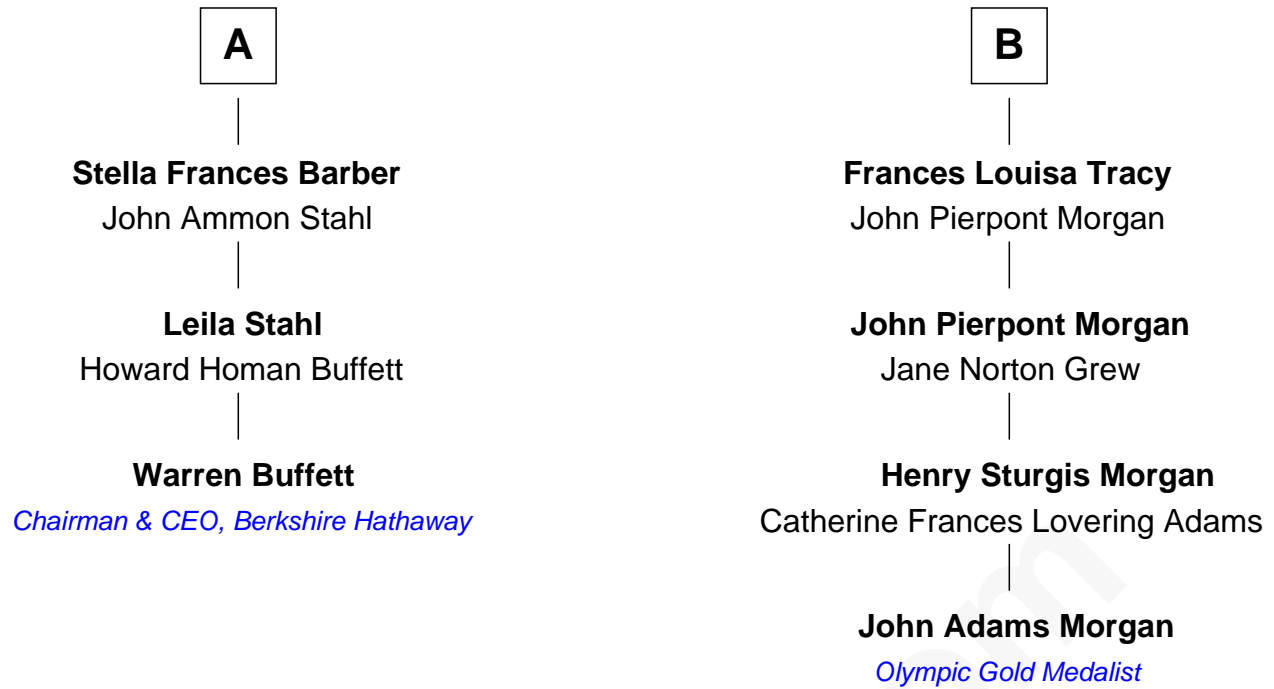 A
Stella Frances Barber
John Ammon Stahl
Leila Stahl
Howard Homan Buffett
Warren Buffett
Chairman & CEO, Berkshire Hathaway
B
Frances Louisa Tracy
John Pierpont Morgan
John Pierpont Morgan
Jane Norton Grew
Henry Sturgis Morgan
Catherine Frances Lovering Adams
John Adams Morgan
Olympic Gold Medalist